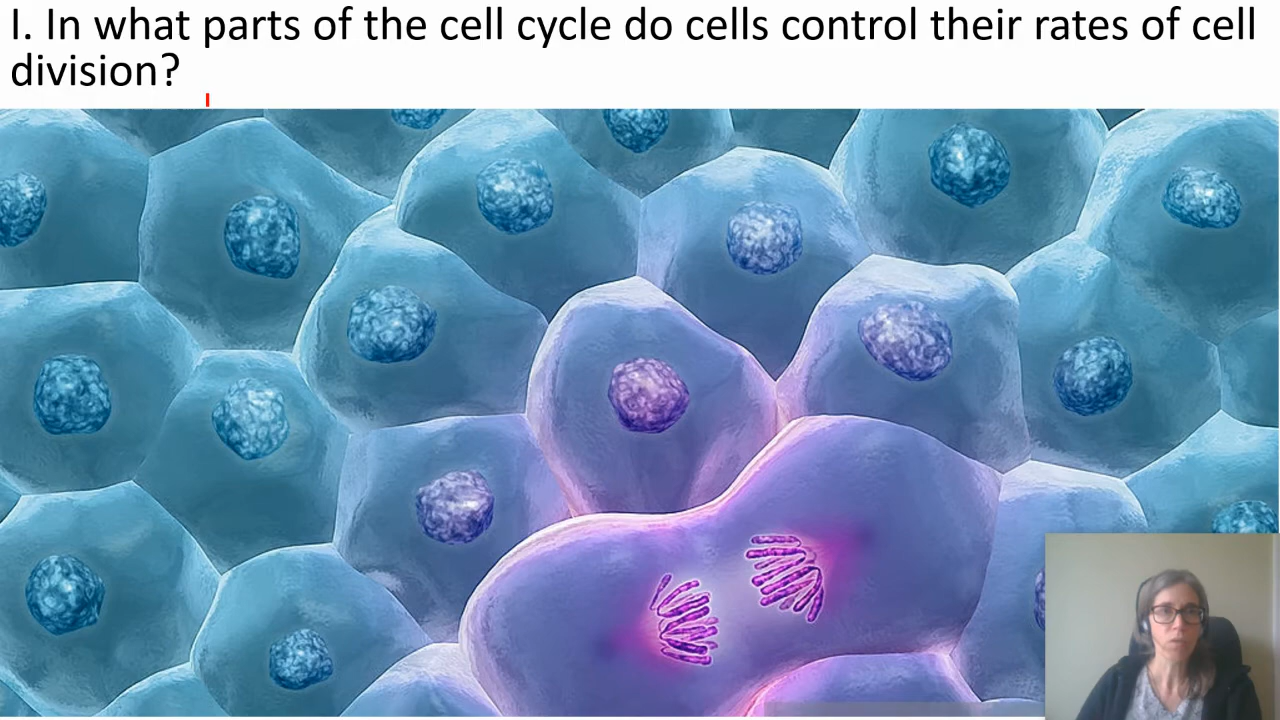 I. In what parts of the cell cycle do cells control their rates of cell
division?